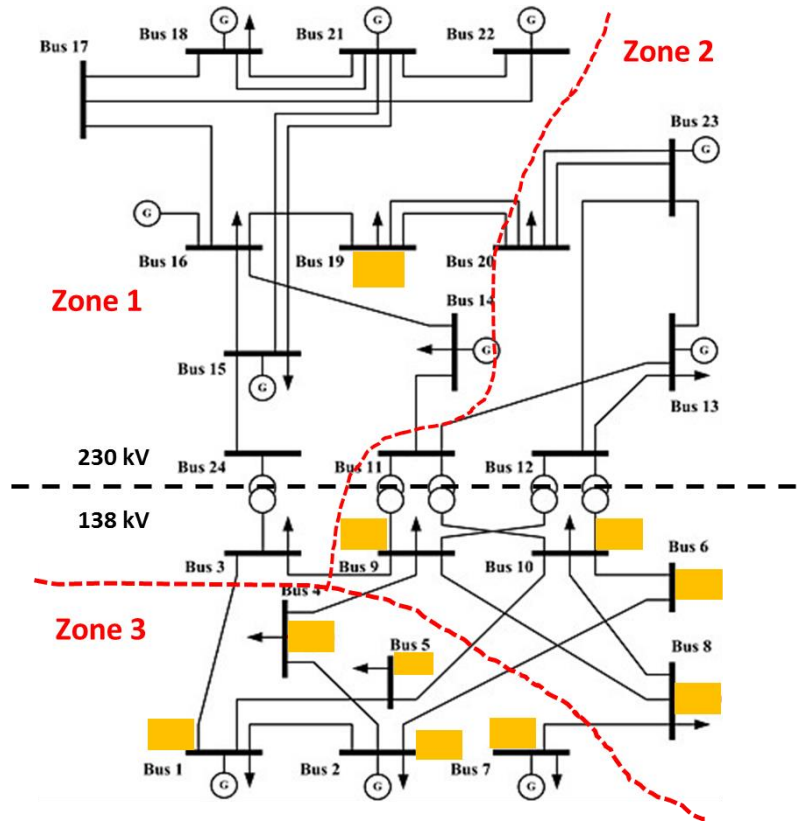 G
G
G
Bus 18
Bus 21
Bus 22
Bus 17
Zone 2
Bus 23
G
G
Bus 16
Bus 19
Bus 20
Zone 1
Bus 14
G
G
Bus 15
G
Bus 13
230 kV
Bus 24
Bus 11
Bus 12
138 kV
Bus 3
Bus 9
Bus 10
Bus 6
Bus 4
Zone 3
Bus 5
Bus 8
Bus 1
Bus 2
Bus 7
G
G
G